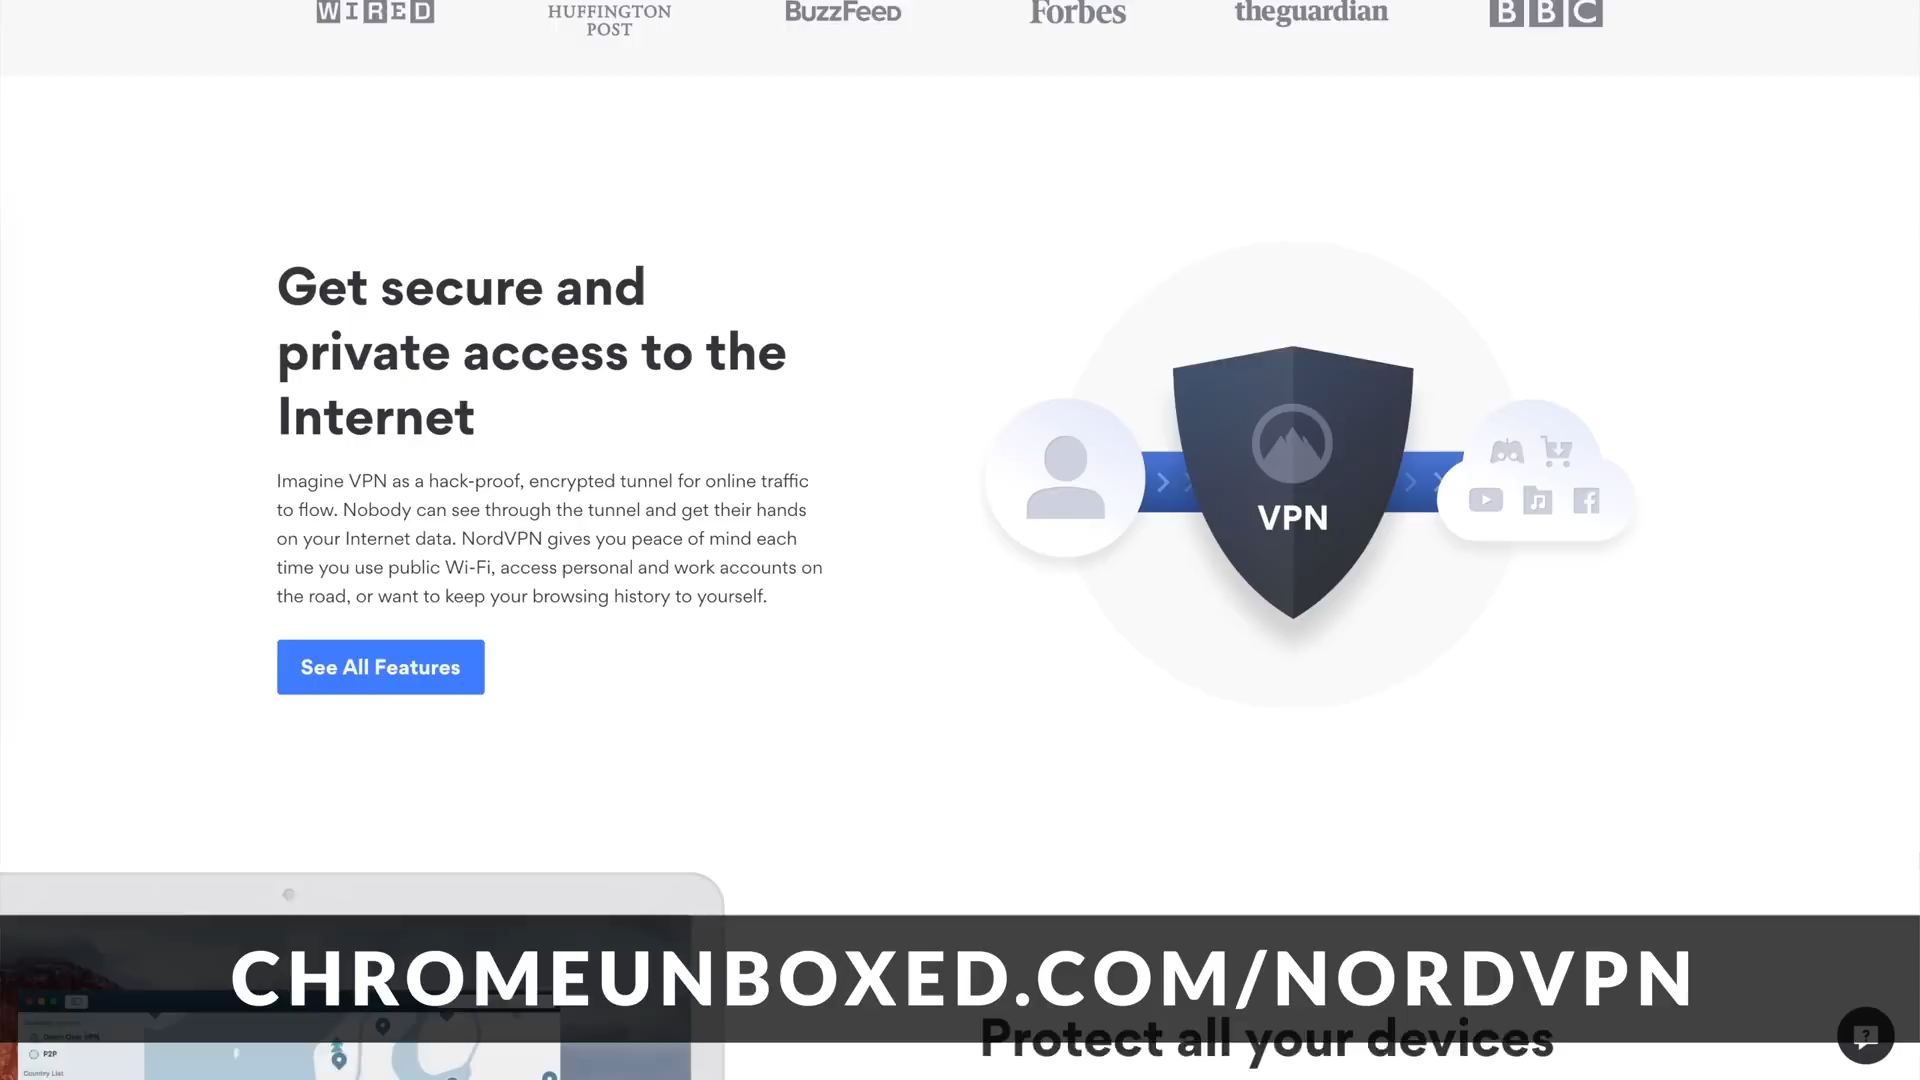 WIRED
HUFFINGTON
POST
BuzzFeed
Forbes
theguardian
BBC
Get secure and
private access to the
Internet
Imagine VPN as a hack-proof, encrypted tunnel for online traffic
to flow. Nobody can see through the tunnel and get their hands
on your Internet data. NordVPN gives you peace of mind each
time you use public Wi-Fi, access personal and work accounts on
the road, or want to keep your browsing history to yourself.
See All Features
VPN
CHROMEUNBOXED.COM/NORDVPN
Protect all your devices
Onion Over VPN
P2P
Country List